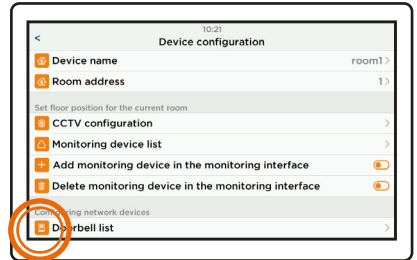 10:21
< Device configuration
Device name room1 >
Room address 1 >
Set floor position for the current room
CCTV configuration >
Monitoring device list >
Add monitoring device in the monitoring interface
Delete monitoring device in the monitoring interface
Configuring network devices
Doorbell list >